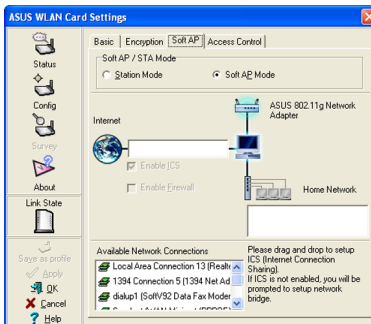 ASUS WLAN Card Settings
Status
Config
Survey
About
Link State
Save as profile
Apply
OK
Cancel
Help
Basic
Encryption
Soft AP
Access Control
Soft AP / STA Mode
Station Mode
Soft AP Mode
Internet
ASUS 802.11g Network
Adapter
Enable ICS
Enable Firewall
Home Network
Available Network Connections
Local Area Connection 13 (Realte
1394 Connection 5 (1394 Net Ad
dialup1 (SoftV92 Data Fax Moder
Please drag and drop to setup
ICS (Internet Connection
Sharing).
If ICS is not enabled, you will be
prompted to setup network
bridge.